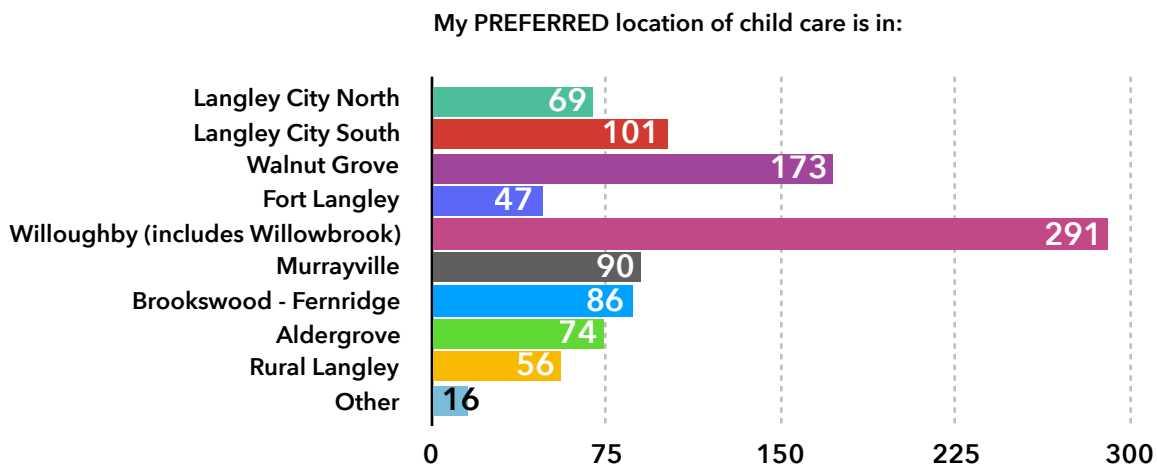 My PREFERRED location of child care is in:
Langley City North 69
Langley City South 101
Walnut Grove 173
Fort Langley 47
Willoughby (includes Willowbrook) 291
Murrayville 90
Brookswood - Fernridge 86
Aldergrove 74
Rural Langley 56
Other 16
0 75 150 225 300